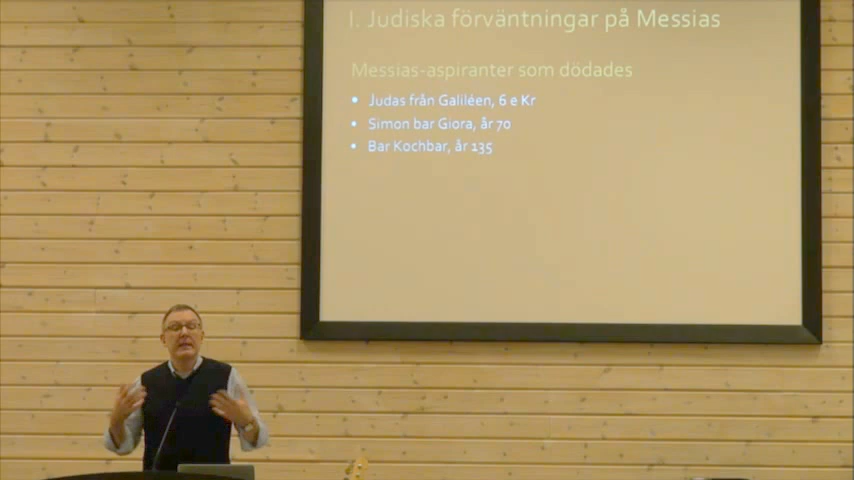 I. Judiska förväntningar på Messias
Messias-aspiranter som dödades
• Judas från Galiléen, 6 e Kr
• Simon bar Giora, år 70
• Bar Kochbar, år 135